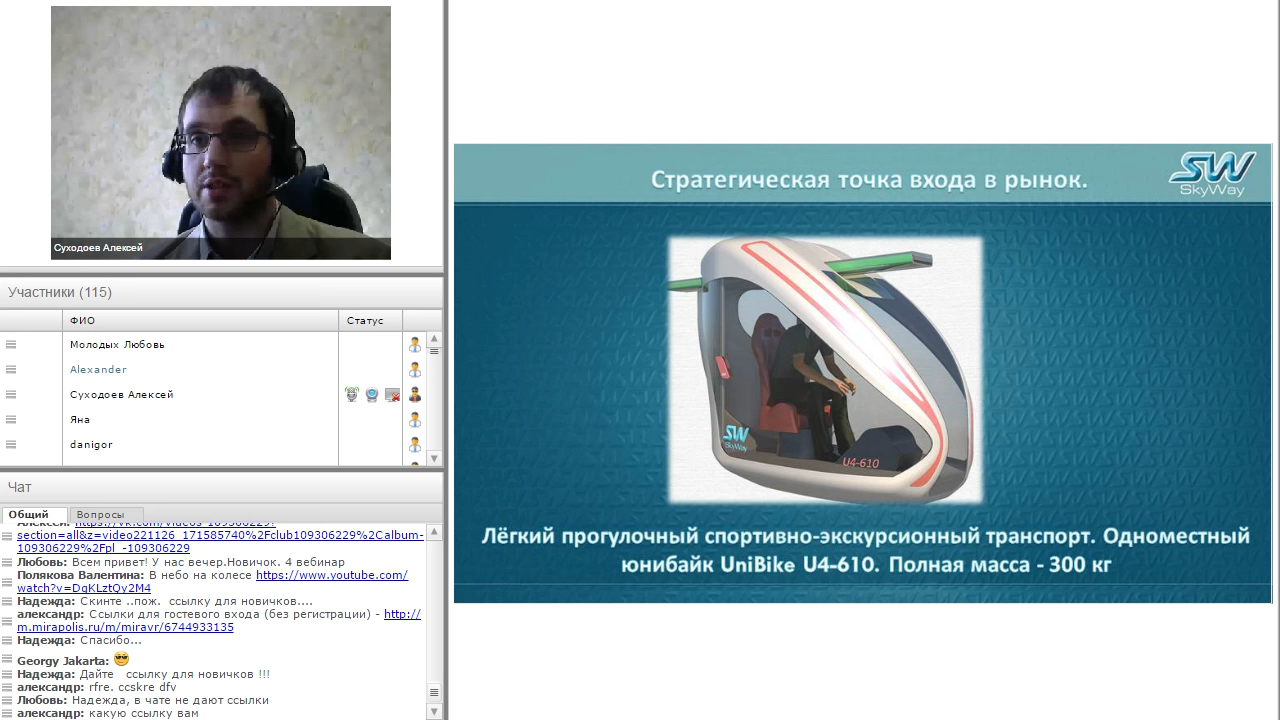 Суходоев Алексей
Участники (115)
ФИО
Статус
Молодых Любовь
Alexander
Суходоев Алексей
Яна
danigor
Чат
Общий
Вопросы
section=all&z=video221126_171585740%2Fclub109306229%2Calbum-
109306229%2Fpl_-109306229
Любовь: Всем привет! У нас вечер.Новичок. 4 вебинар
Полякова Валентина: В небо на колесе https://www.youtube.com/
watch?v=DqKLztQy2M4
Надежда: Скинте ..пож. ссылку для новичков....
александр: Ссылки для гостевого входа (без регистрации) - http://
m.mirapolis.ru/m/miravr/6744933135
Надежда: Спасибо...
Georgy Jakarta:
Надежда: Дайте ссылку для новичков !!!
александр: rfre. ccskre dfv
Любовь: Надежда, в чате не дают ссылки
александр: какую ссылку вам
Стратегическая точка входа в рынок.
SW
SkyWay
SW
SkyWay
U4-610
Лёгкий прогулочный спортивно-экскурсионный транспорт. Одноместный
юнибайк UniBike U4-610. Полная масса - 300 кг